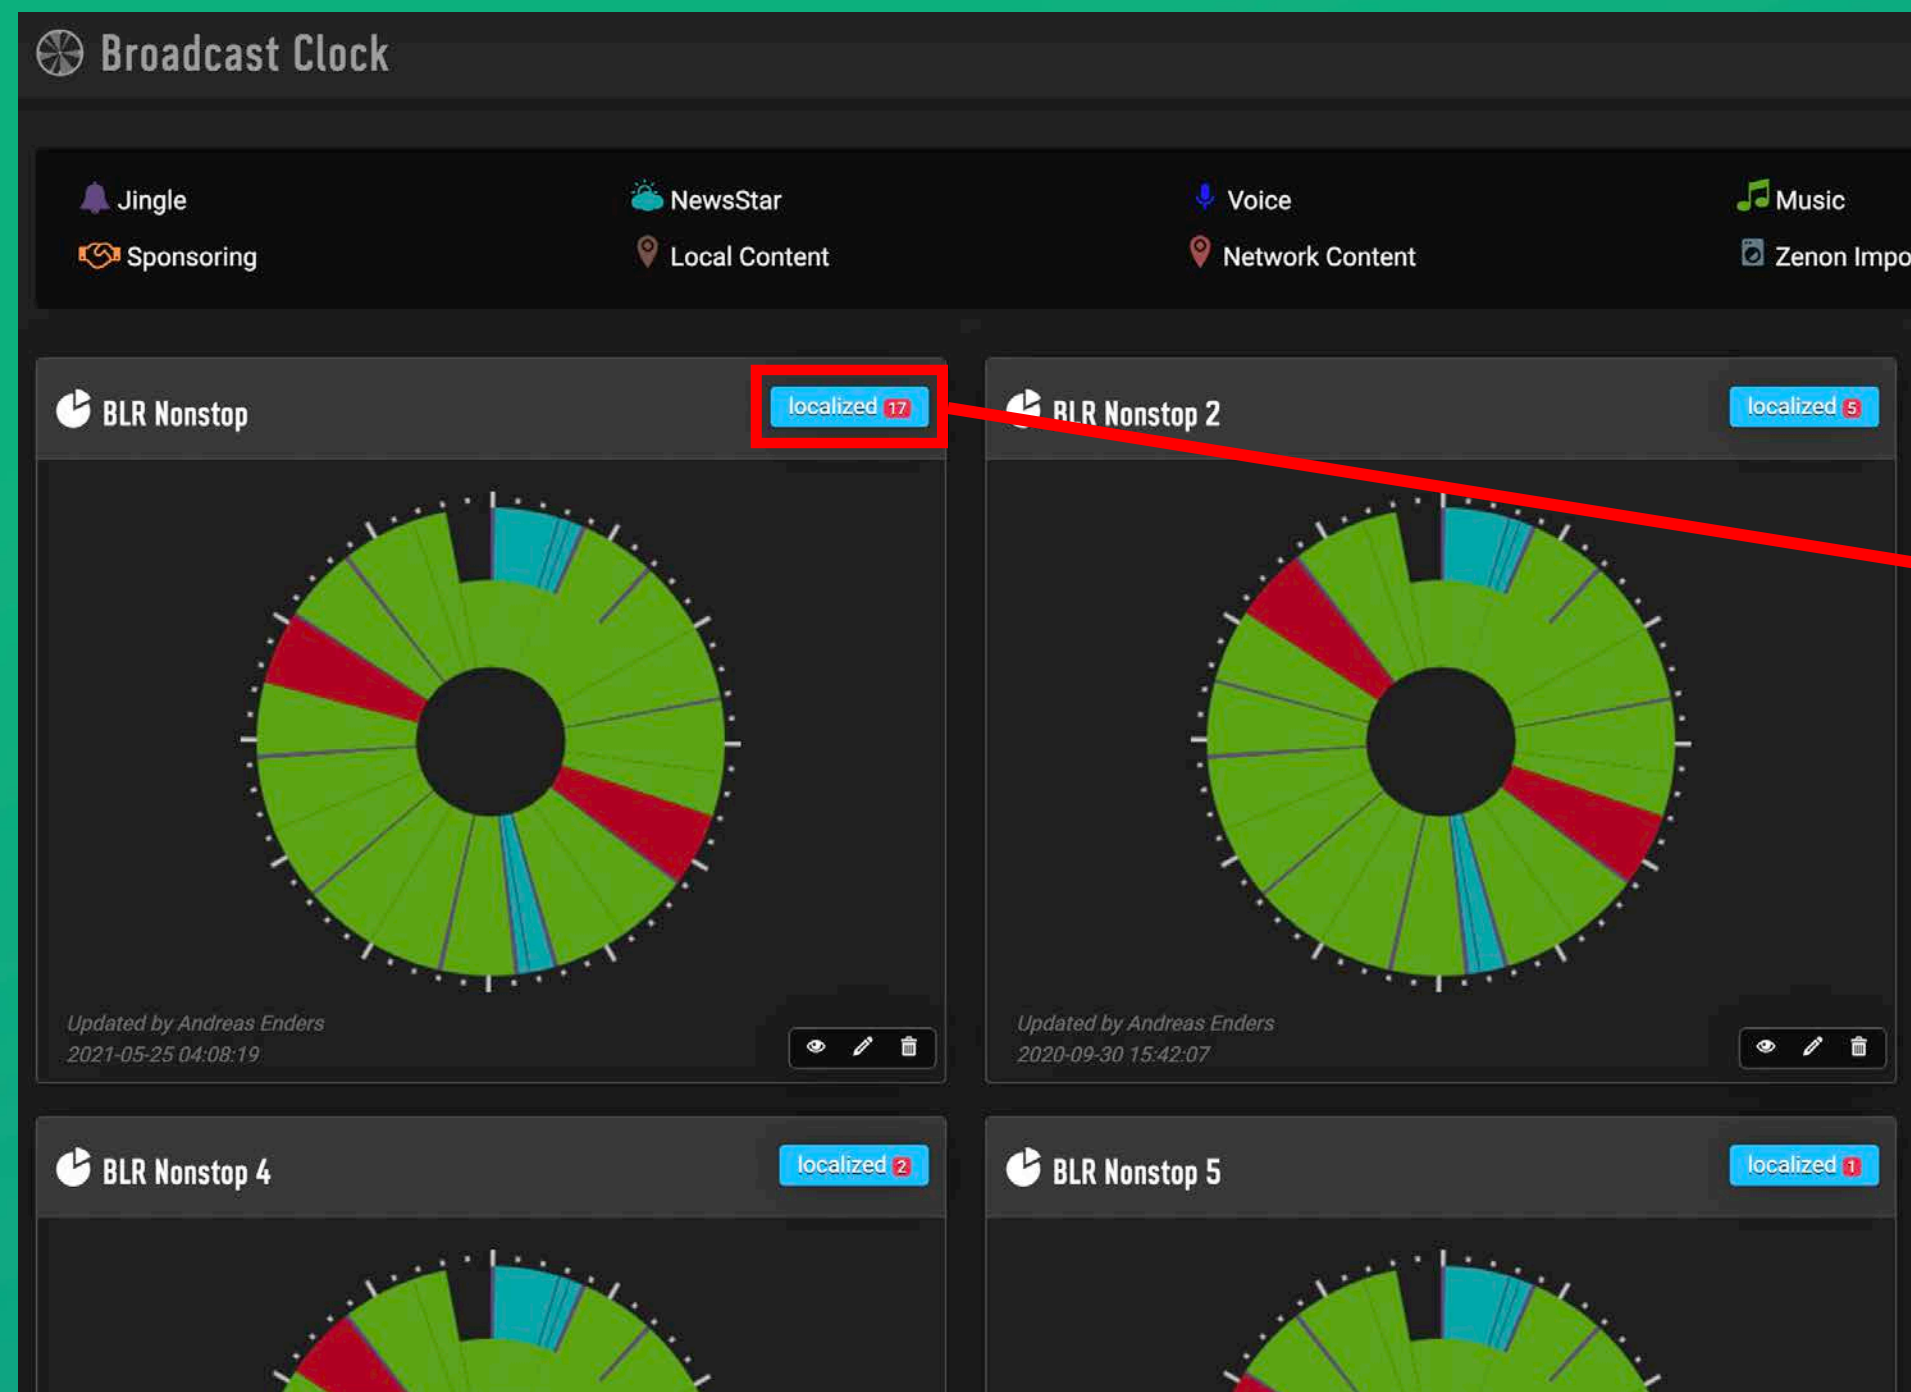 Broadcast Clock
Jingle
NewsStar
Voice
Music
Sponsoring
Local Content
Network Content
Zenon Impo
BLR Nonstop
localized 17
BLR Nonstop 2
localized 5
Updated by Andreas Enders
2021-05-25 04:08:19
Updated by Andreas Enders
2020-09-30 15:42:07
BLR Nonstop 4
localized 2
BLR Nonstop 5
localized 1